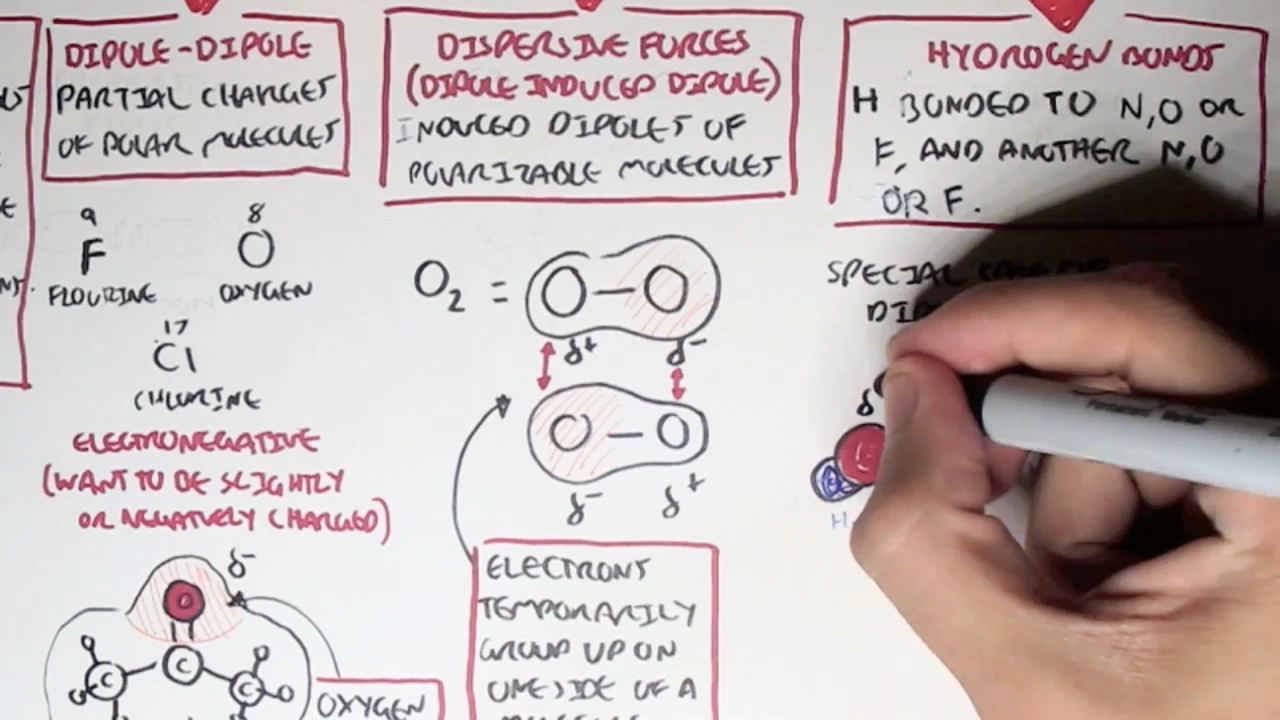 DIPOLE-DIPOLE
PARTIAL CHARGES
OF POLAR MOLECULES
9
F
FLOURINE
8
O
OXYGEN
17
Cl
CHLORINE
ELECTRONEGATIVE
(WANT TO BE SLIGHTLY
OR NEGATIVELY CHARGED)
δ-
O
C
C
C
OXYGEN
DISPERSIVE FORCES
(DIPOLE INDUCED DIPOLE)
INDUCED DIPOLES OF
POLARIZABLE MOLECULES
O2 = O - O
δ+ δ-
O - O
δ- δ+
ELECTRONS
TEMPORARILY
GROUP UP ON
ONE SIDE OF A
HYDROGEN BONDS
H BONDED TO N,O OR
F, AND ANOTHER N,O
OR F.
SPECIAL
δ
H